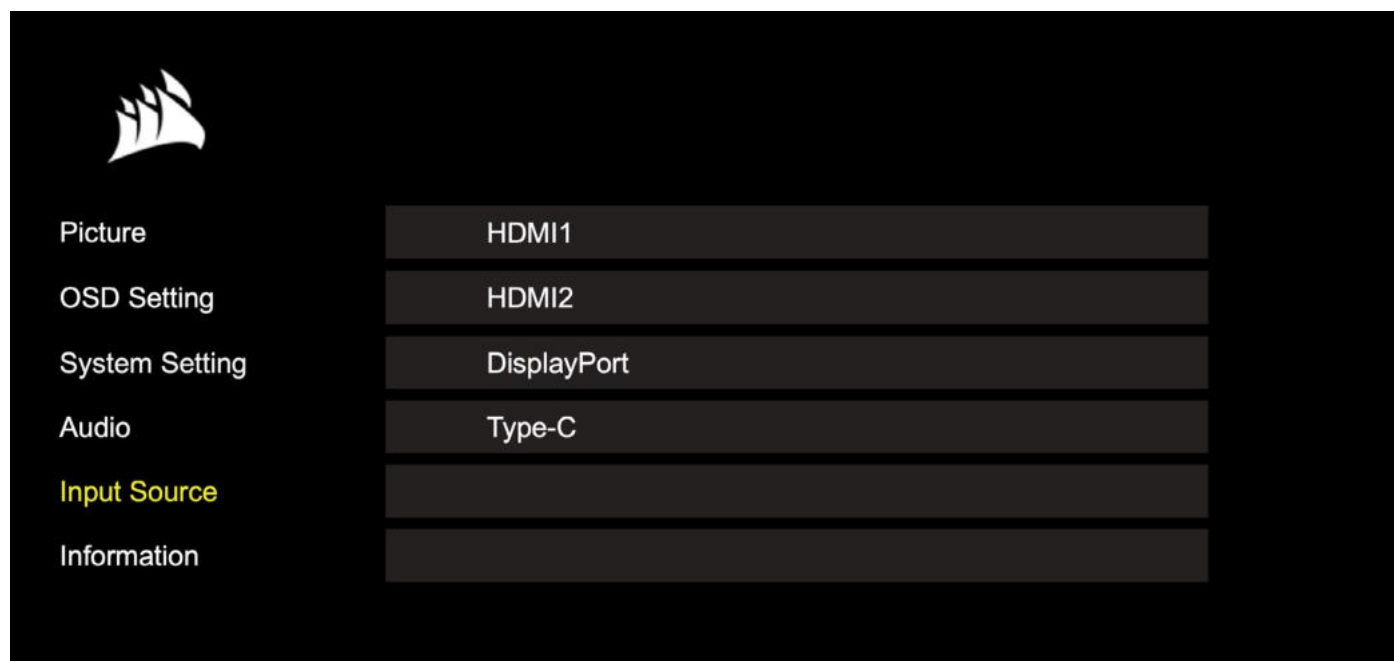 Picture HDMI1
OSD Setting HDMI2
System Setting DisplayPort
Audio Type-C
Input Source
Information